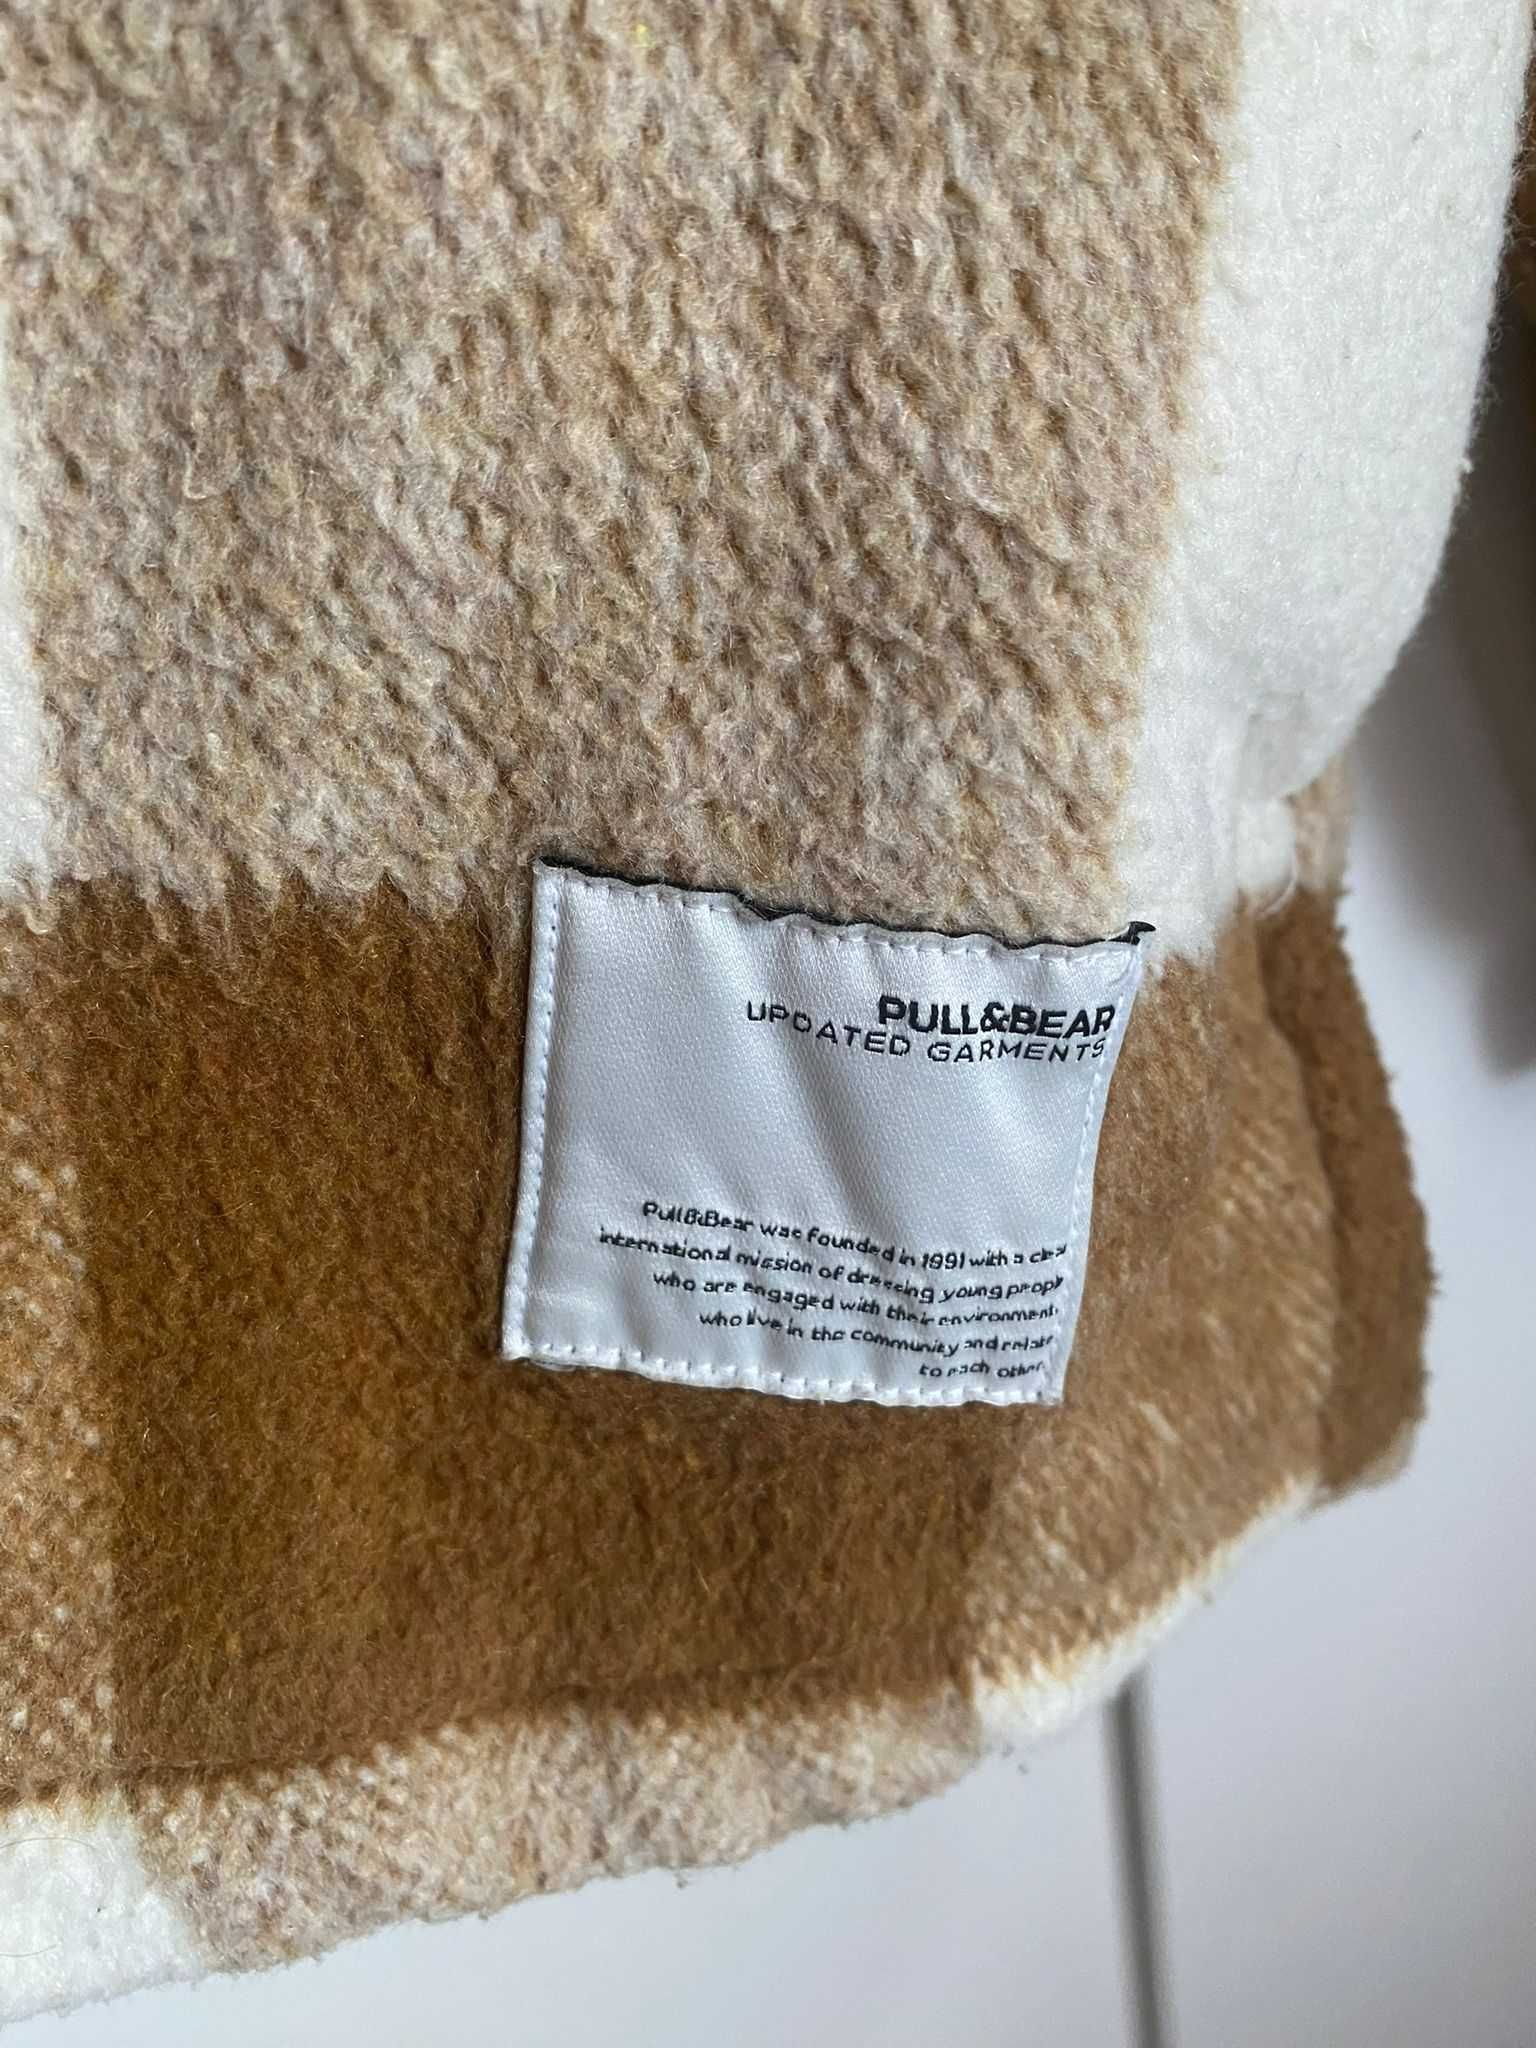 PULL&BEAR
UPDATED GARMENTS
Pull&Bear was founded in 1991 with a clear
international mission of dressing young people
who are engaged with their environment,
who live in the community and relate
to each other.